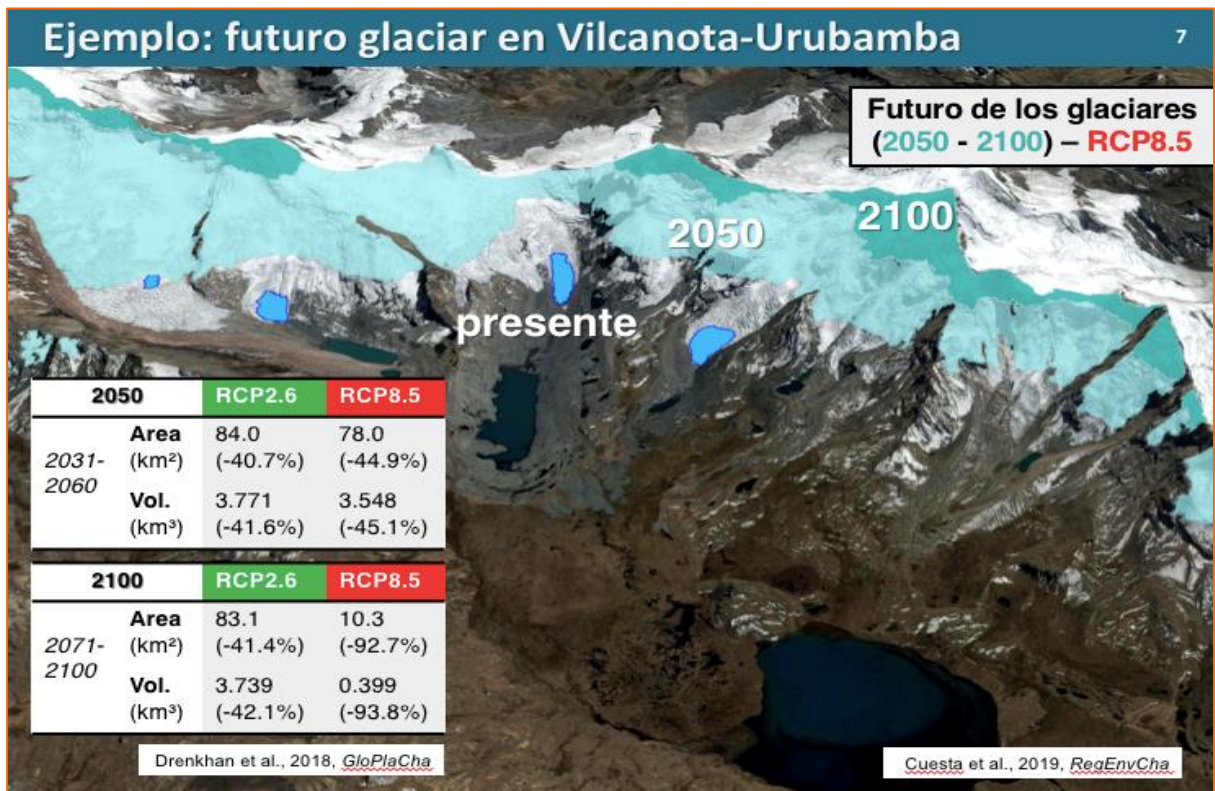 Ejemplo: futuro glaciar en Vilcanota-Urubamba
7
Futuro de los glaciares
(2050 - 2100) – RCP8.5
2100
2050
presente
2050 RCP2.6 RCP8.5
2031-2060 Area (km²) 84.0 (-40.7%) 78.0 (-44.9%)
Vol. (km³) 3.771 (-41.6%) 3.548 (-45.1%)
2100 RCP2.6 RCP8.5
2071-2100 Area (km²) 83.1 (-41.4%) 10.3 (-92.7%)
Vol. (km³) 3.739 (-42.1%) 0.399 (-93.8%)
Drenkhan et al., 2018, GloPlaCha
Cuesta et al., 2019, RegEnvCha